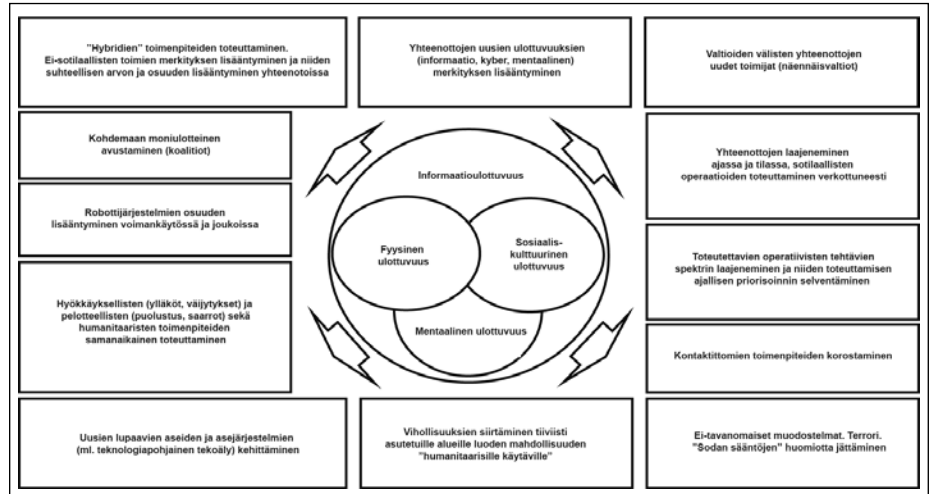 "Hybridien" toimenpiteiden toteuttaminen.
Ei-sotilaallisten toimien merkityksen lisääntyminen ja niiden
suhteellisen arvon ja osuuden lisääntyminen yhteenotoissa
Yhteenottojen uusien ulottuvuuksien
(informaatio, kyber, mentaalinen)
merkityksen lisääntyminen
Valtioiden välisten yhteenottojen
uudet toimijat (näennäisvaltiot)
Kohdemaan moniulotteinen
avustaminen (koalitiot)
Robottijärjestelmien osuuden
lisääntyminen voimankäytössä ja joukoissa
Hyökkäyksellisten (ylläköt, väijytykset) ja
pelotteellisten (puolustus, saarrot) sekä
humanitaaristen toimenpiteiden
samanaikainen toteuttaminen
Informaatioulottuvuus
Fyysinen
ulottuvuus
Sosiaalis-
kulttuurinen
ulottuvuus
Mentaalinen ulottuvuus
Yhteenottojen laajeneminen
ajassa ja tilassa, sotilaallisten
operaatioiden toteuttaminen verkottuneesti
Toteutettavien operatiivisten tehtävien
spektrin laajeneminen ja niiden toteuttamisen
ajallisen priorisoinnin selventäminen
Kontaktittomien toimenpiteiden korostaminen
Uusien lupaavien aseiden ja asejärjestelmien
(ml. teknologiapohjainen tekoäly) kehittäminen
Vihollisuuksien siirtäminen tiiviisti
asutetuille alueille luoden mahdollisuuden
"humanitaarisille käytäville"
Ei-tavanomaiset muodostelmat. Terrori.
"Sodan sääntöjen" huomiotta jättäminen